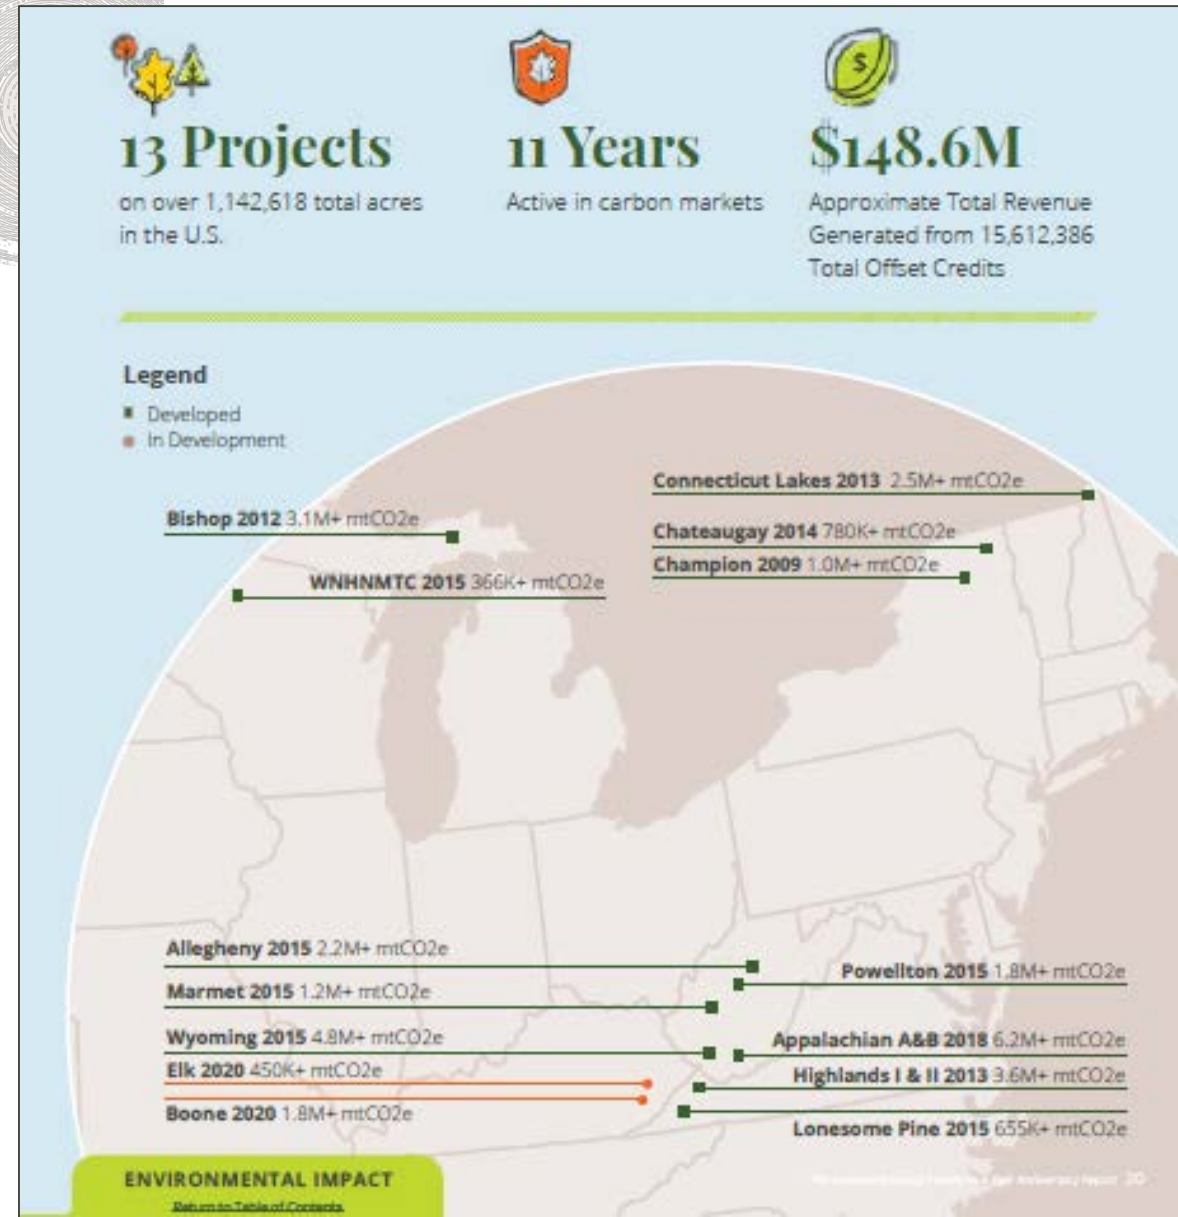 13 Projects
on over 1,142,618 total acres
in the U.S.
11 Years
Active in carbon markets
$148.6M
Approximate Total Revenue
Generated from 15,612,386
Total Offset Credits
Legend
Developed
In Development
Bishop 2012 3.1M+ mtCO2e
WNHNMTC 2015 366K+ mtCO2e
Connecticut Lakes 2013 2.5M+ mtCO2e
Chateaugay 2014 780K+ mtCO2e
Champion 2009 1.0M+ mtCO2e
Allegheny 2015 2.2M+ mtCO2e
Marmet 2015 1.2M+ mtCO2e
Wyoming 2015 4.8M+ mtCO2e
Elk 2020 450K+ mtCO2e
Boone 2020 1.8M+ mtCO2e
Powellton 2015 1.8M+ mtCO2e
Appalachian A&B 2018 6.2M+ mtCO2e
Highlands I & II 2013 3.6M+ mtCO2e
Lonesome Pine 2015 655K+ mtCO2e
ENVIRONMENTAL IMPACT
Return to Table of Contents
Anniversary Report 20